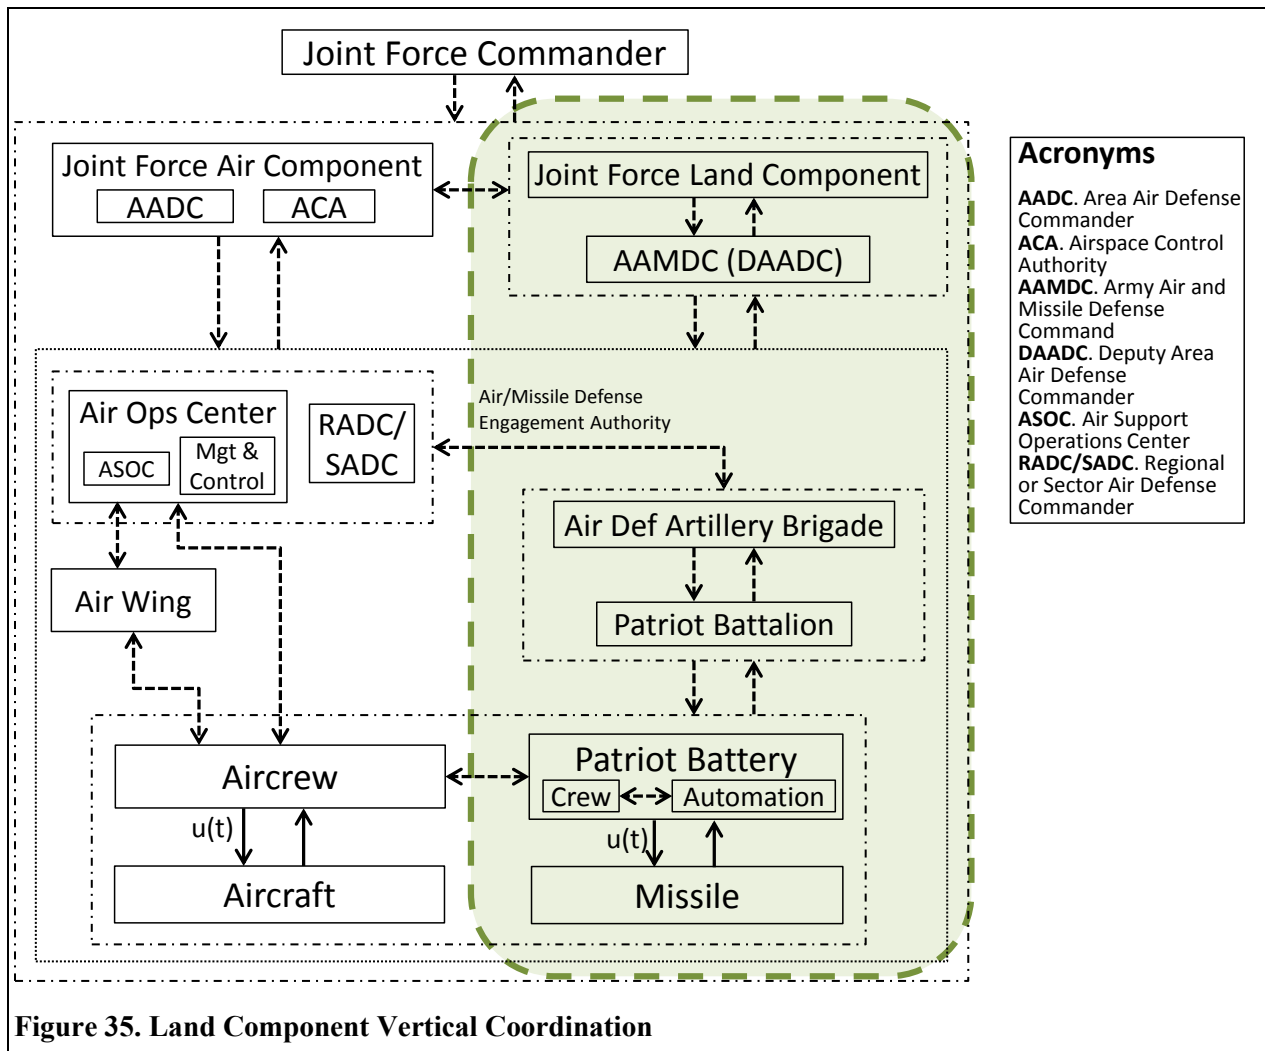 Joint Force Commander
Joint Force Air Component
AADC
ACA
Joint Force Land Component
AAMDC (DAADC)
Acronyms
AADC. Area Air Defense
Commander
ACA. Airspace Control
Authority
AAMDC. Army Air and
Missile Defense
Command
DAADC. Deputy Area
Air Defense
Commander
ASOC. Air Support
Operations Center
RADC/SADC. Regional
or Sector Air Defense
Commander
Air Ops Center
ASOC
Mgt &
Control
RADC/
SADC
Air/Missile Defense
Engagement Authority
Air Def Artillery Brigade
Patriot Battalion
Air Wing
Aircrew
Patriot Battery
Crew
Automation
u(t)
u(t)
Aircraft
Missile
Figure 35. Land Component Vertical Coordination